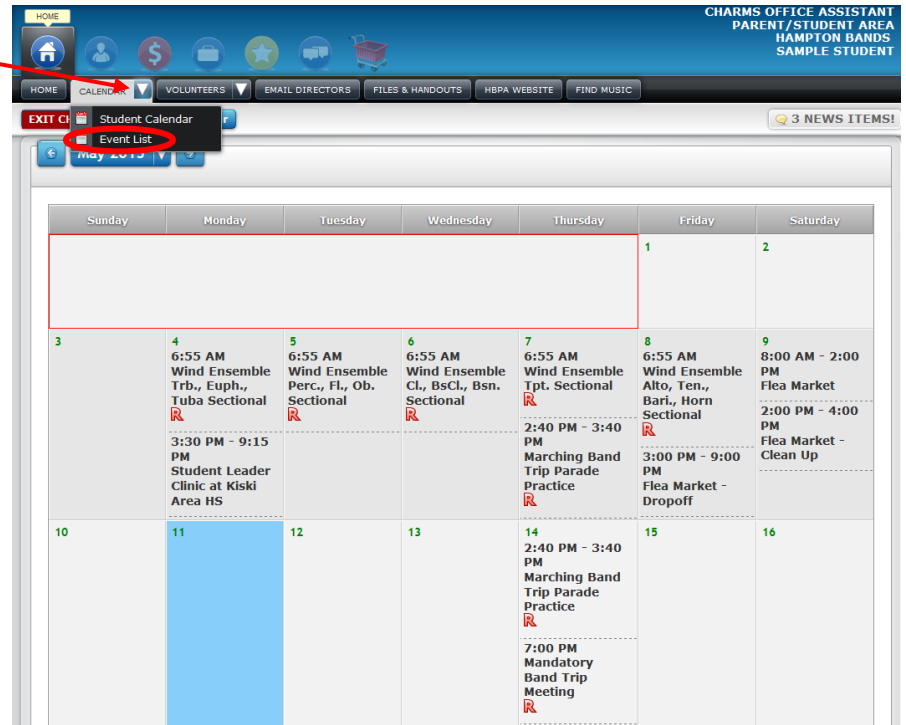 HOME
CHARMS OFFICE ASSISTANT
PARENT/STUDENT AREA
HAMPTON BANDS
SAMPLE STUDENT
HOME
CALENDAR
VOLUNTEERS
EMAIL DIRECTORS
FILES & HANDOUTS
HBPA WEBSITE
FIND MUSIC
EXIT
Student Calendar
Event List
3 NEWS ITEMS!
May 2015
Sunday
Monday
Tuesday
Wednesday
Thursday
Friday
Saturday
1
2
3
4
6:55 AM
Wind Ensemble
Trb., Euph.,
Tuba Sectional
R
3:30 PM - 9:15
PM
Student Leader
Clinic at Kiski
Area HS
5
6:55 AM
Wind Ensemble
Perc., Fl., Ob.
Sectional
R
6
6:55 AM
Wind Ensemble
Cl., BsCl., Bsn.
Sectional
R
7
6:55 AM
Wind Ensemble
Tpt. Sectional
R
2:40 PM - 3:40
PM
Marching Band
Trip Parade
Practice
R
8
6:55 AM
Wind Ensemble
Alto, Ten.,
Bari., Horn
Sectional
R
3:00 PM - 9:00
PM
Flea Market -
Dropoff
9
8:00 AM - 2:00
PM
Flea Market
2:00 PM - 4:00
PM
Flea Market -
Clean Up
10
11
12
13
14
2:40 PM - 3:40
PM
Marching Band
Trip Parade
Practice
R
7:00 PM
Mandatory
Band Trip
Meeting
R
15
16